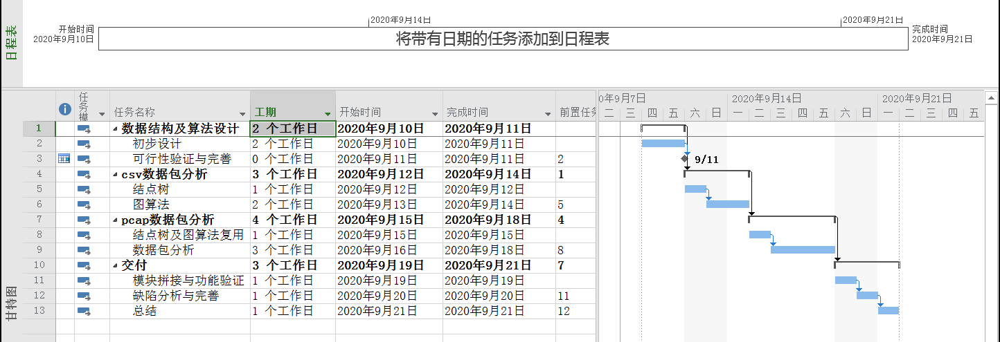 日程表
2020年9月14日
2020年9月21日
开始时间
2020年9月10日
将带有日期的任务添加到日程表
完成时间
2020年9月21日
甘特图
任务模 任务名称 工期 开始时间 完成时间 前置任务
0年9月7日 2020年9月14日 2020年9月21日
二 三 四 五 六 日 一 二 三 四 五 六 日 一 二 三 四 五
1 数据结构及算法设计 2 个工作日 2020年9月10日 2020年9月11日
2 初步设计 2 个工作日 2020年9月10日 2020年9月11日
3 可行性验证与完善 0 个工作日 2020年9月11日 2020年9月11日 2 9/11
4 csv数据包分析 3 个工作日 2020年9月12日 2020年9月14日 1
5 结点树 1 个工作日 2020年9月12日 2020年9月12日
6 图算法 2 个工作日 2020年9月13日 2020年9月14日 5
7 pcap数据包分析 4 个工作日 2020年9月15日 2020年9月18日 4
8 结点树及图算法复用 1 个工作日 2020年9月15日 2020年9月15日
9 数据包分析 3 个工作日 2020年9月16日 2020年9月18日 8
10 交付 3 个工作日 2020年9月19日 2020年9月21日 7
11 模块拼接与功能验证 1 个工作日 2020年9月19日 2020年9月19日
12 缺陷分析与完善 1 个工作日 2020年9月20日 2020年9月20日 11
13 总结 1 个工作日 2020年9月21日 2020年9月21日 12